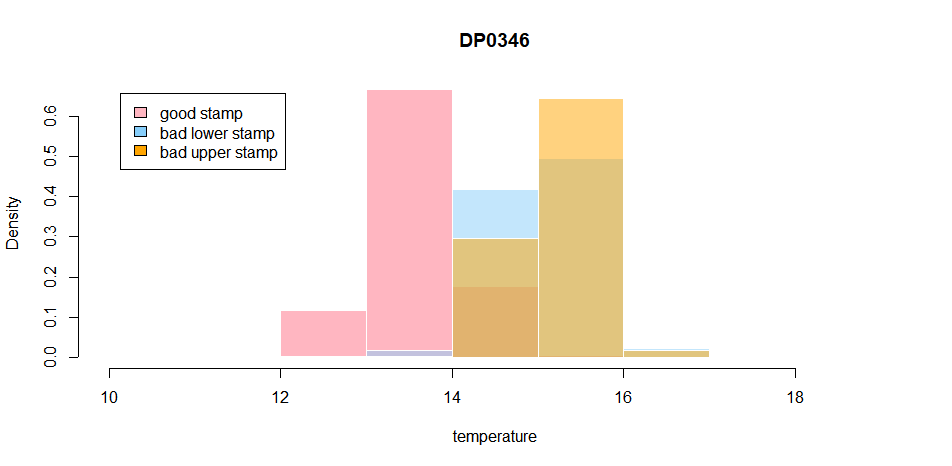 DP0346
good stamp
bad lower stamp
bad upper stamp
Density
0.6
0.5
0.4
0.3
0.2
0.1
0.0
10 12 14 16 18
temperature